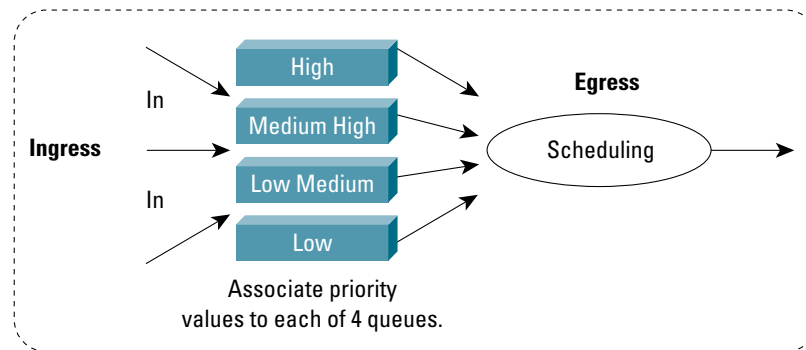 High
In
Egress
Medium High
Ingress
Scheduling
Low Medium
In
Low
Associate priority
values to each of 4 queues.